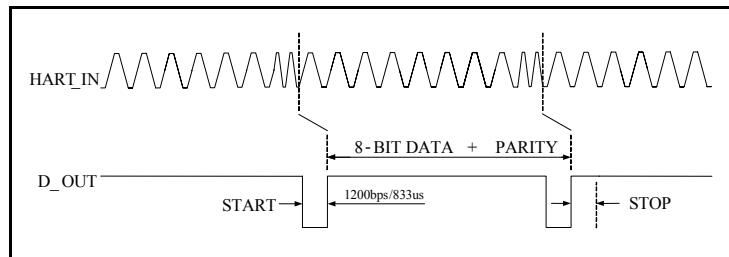 HART_IN
8-BIT DATA + PARITY
D_OUT
1200bps/833us
START
STOP